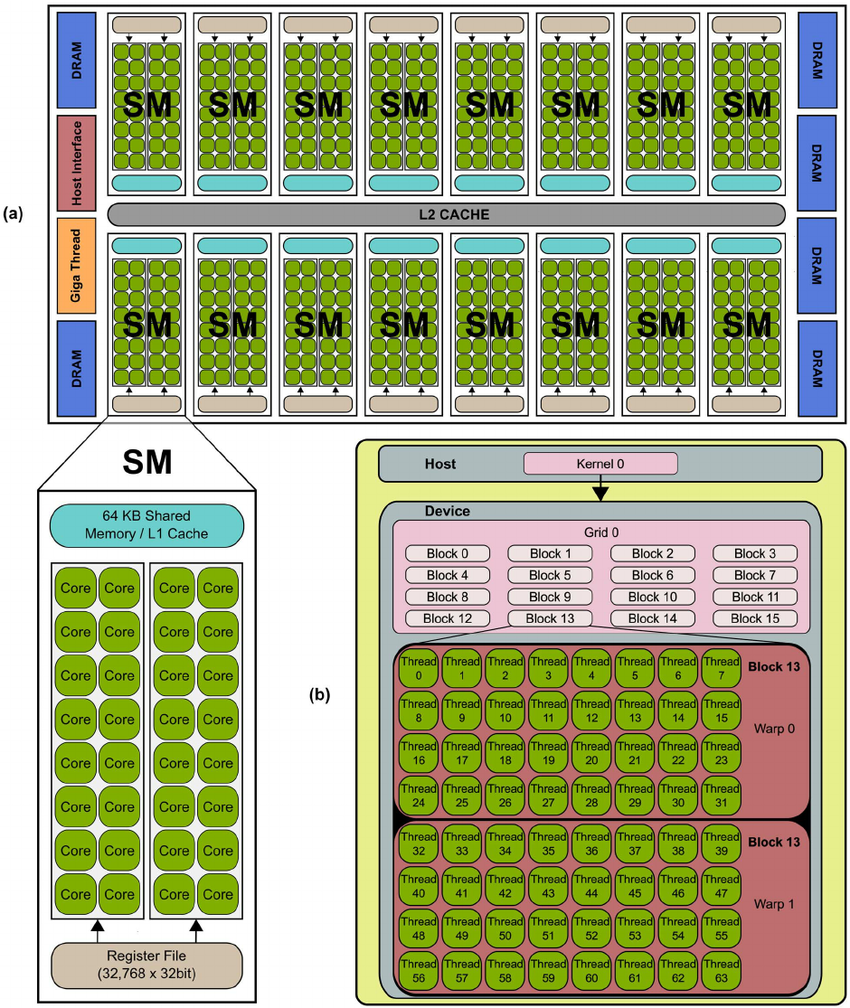 (a)
DRAM
Host Interface
Giga Thread
DRAM
SM
SM
SM
SM
SM
SM
SM
SM
L2 CACHE
SM
SM
SM
SM
SM
SM
SM
SM
DRAM
DRAM
DRAM
DRAM
SM
64 KB Shared
Memory / L1 Cache
Core Core Core Core
Core Core Core Core
Core Core Core Core
Core Core Core Core
Core Core Core Core
Core Core Core Core
Core Core Core Core
Core Core Core Core
Register File
(32,768 x 32bit)
(b)
Host
Kernel 0
Device
Grid 0
Block 0 Block 1 Block 2 Block 3
Block 4 Block 5 Block 6 Block 7
Block 8 Block 9 Block 10 Block 11
Block 12 Block 13 Block 14 Block 15
Thread Thread Thread Thread Thread Thread Thread Thread
0 1 2 3 4 5 6 7
Block 13
Thread Thread Thread Thread Thread Thread Thread Thread
8 9 10 11 12 13 14 15
Warp 0
Thread Thread Thread Thread Thread Thread Thread Thread
16 17 18 19 20 21 22 23
Thread Thread Thread Thread Thread Thread Thread Thread
24 25 26 27 28 29 30 31
Thread Thread Thread Thread Thread Thread Thread Thread
32 33 34 35 36 37 38 39
Block 13
Thread Thread Thread Thread Thread Thread Thread Thread
40 41 42 43 44 45 46 47
Warp 1
Thread Thread Thread Thread Thread Thread Thread Thread
48 49 50 51 52 53 54 55
Thread Thread Thread Thread Thread Thread Thread Thread
56 57 58 59 60 61 62 63